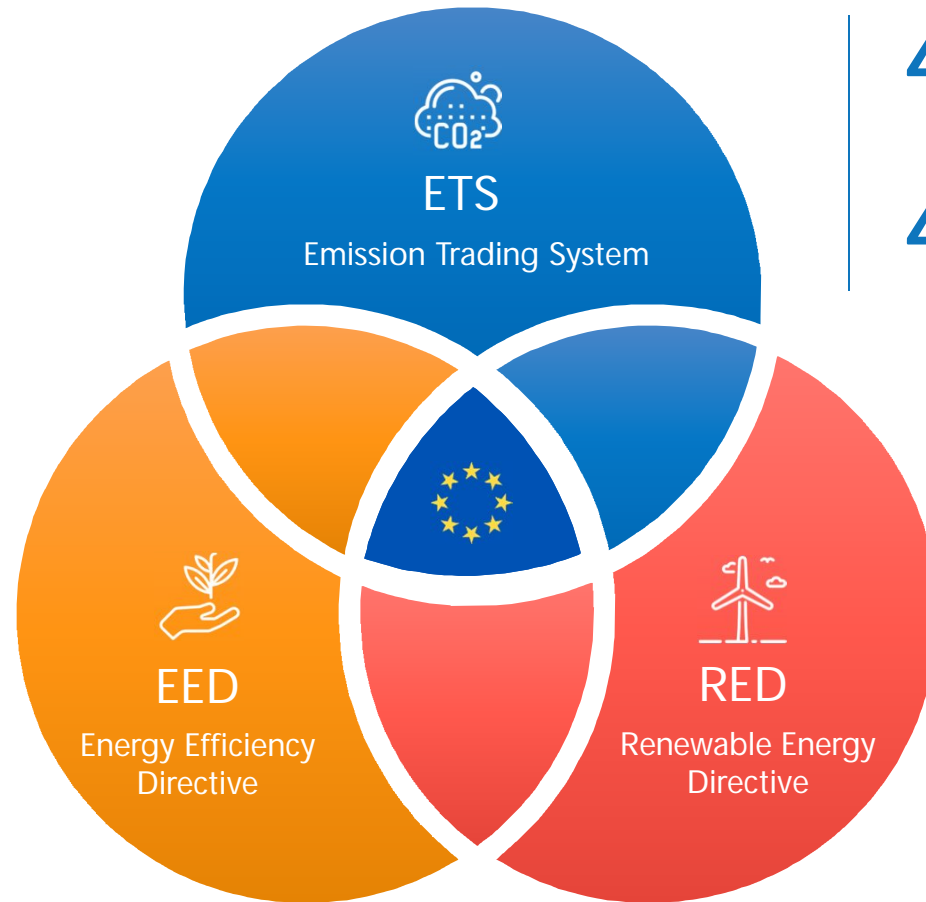 CO2
ETS
Emission Trading System
EED
Energy Efficiency
Directive
RED
Renewable Energy
Directive